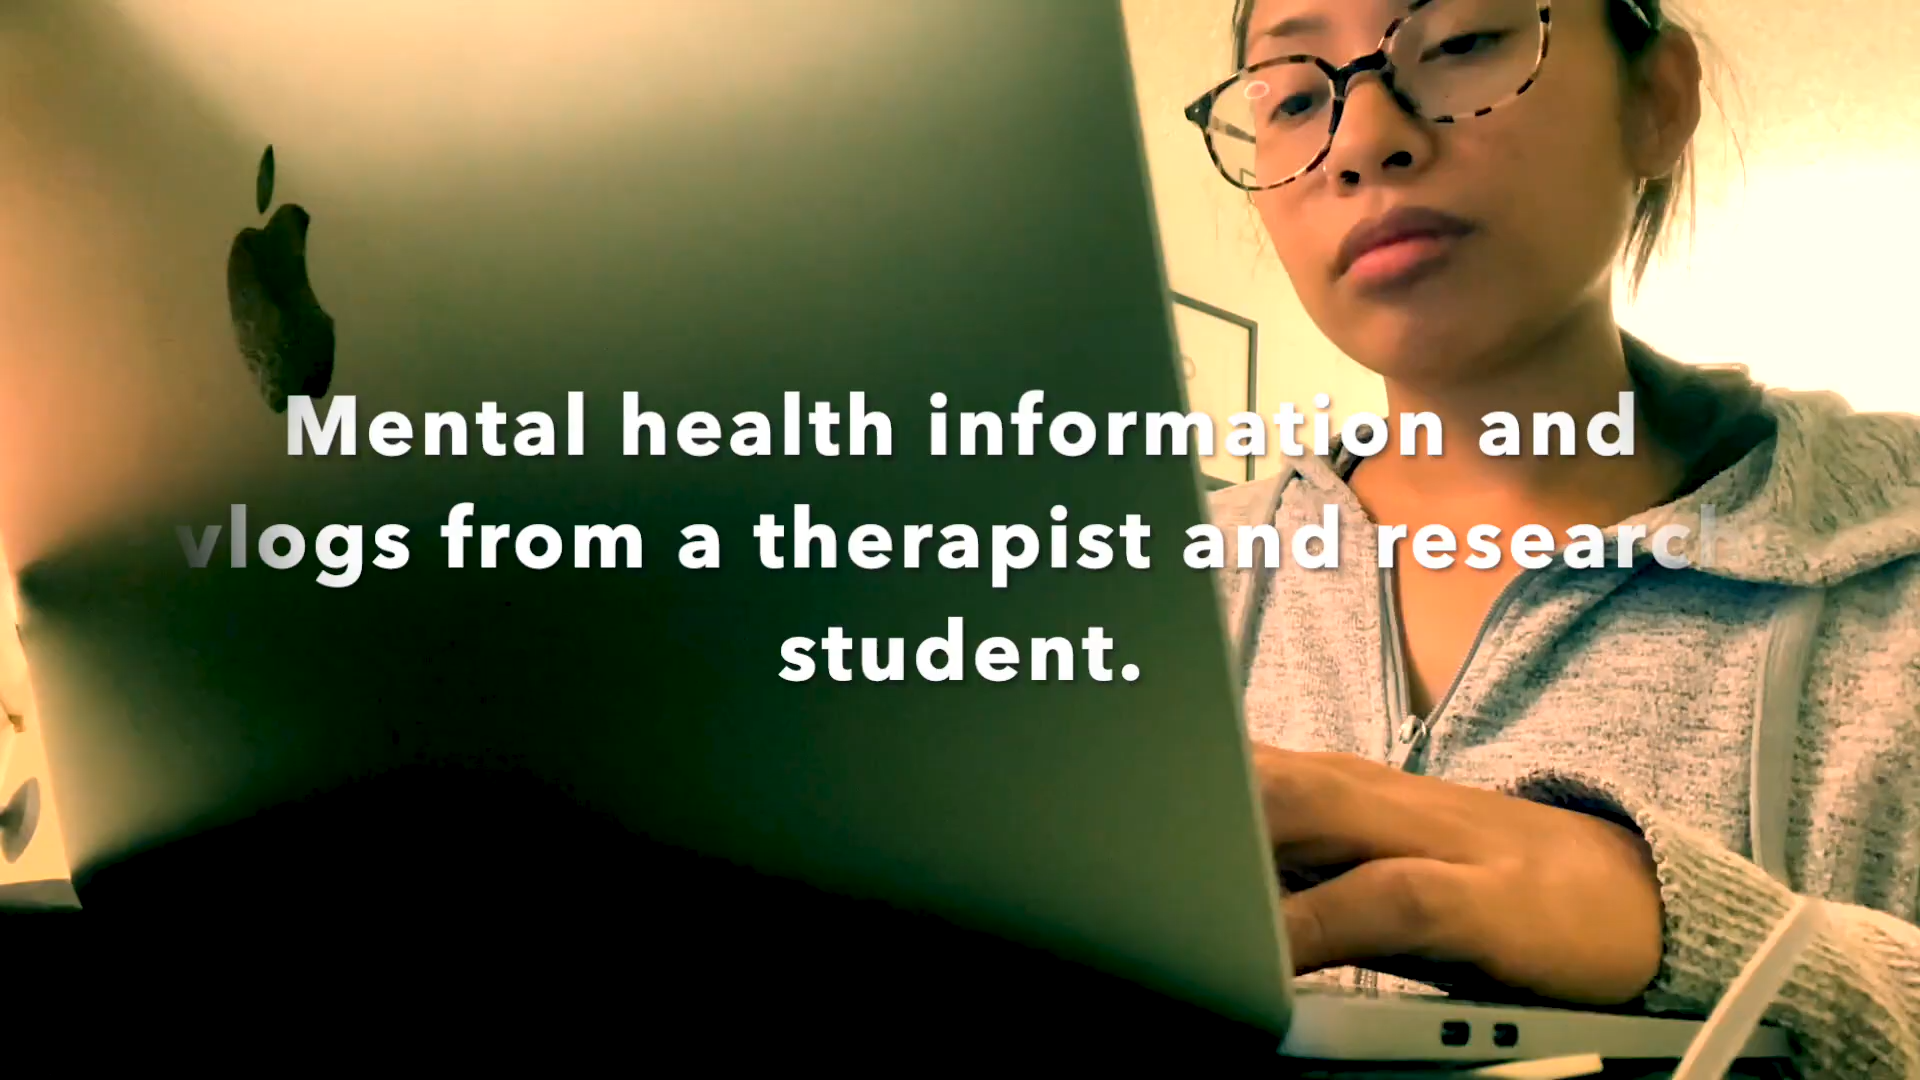 Mental health information and
vlogs from a therapist and research
student.